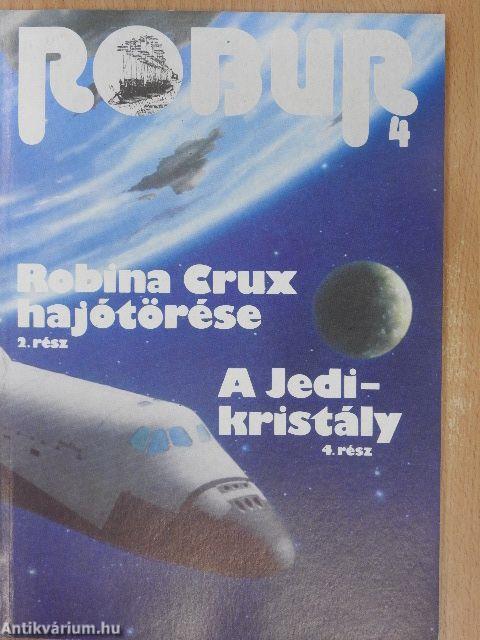 ROBUR
4
Robina Crux
hajótörése
2. rész
A Jedi-
kristály
4. rész
Antikvárium.hu